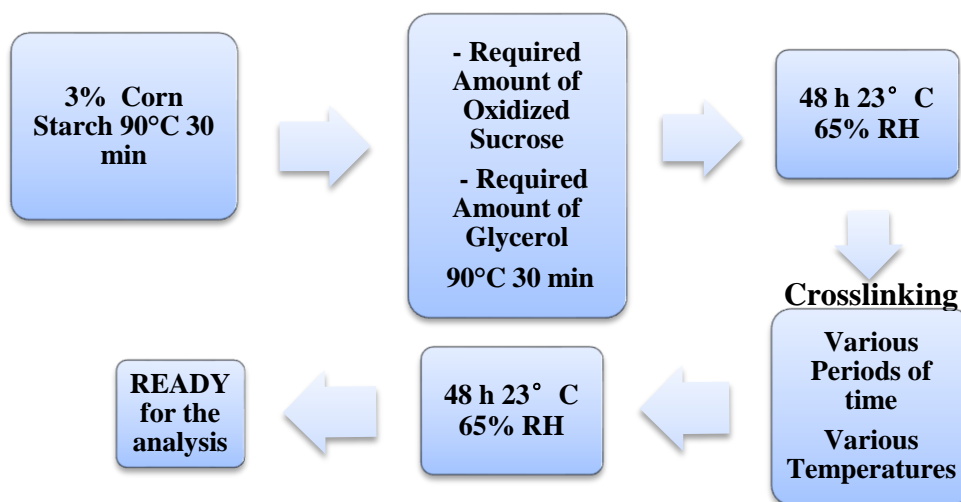 3% Corn
Starch 90°C 30
min
- Required
Amount of
Oxidized
Sucrose
- Required
Amount of
Glycerol
90°C 30 min
48 h 23° C
65% RH
Crosslinking
Various
Periods of
time
Various
Temperatures
48 h 23° C
65% RH
READY
for the
analysis